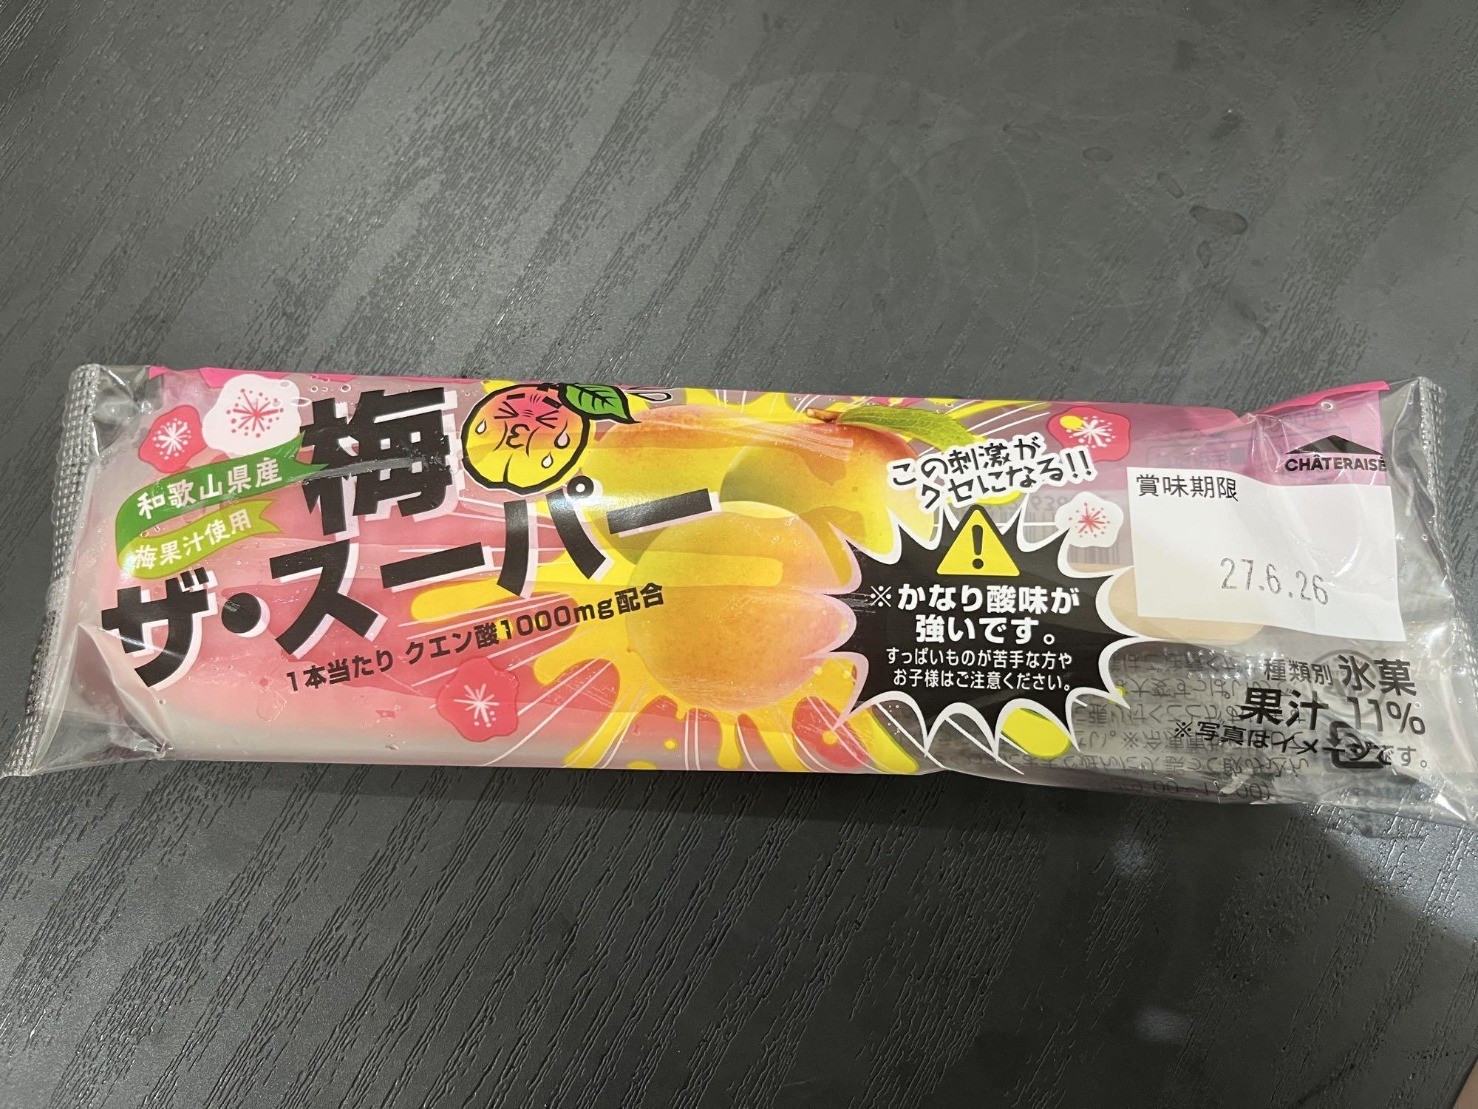 和歌山県産
梅果汁使用
梅
ザ・スーパー
1本当たり クエン酸1000mg配合
この刺激が
クセになる!!
※かなり酸味が
強いです。
すっぱいものが苦手な方や
お子様はご注意ください。
CHÂTERAISÉ
賞味期限
27.6.26
種類別 氷菓
果汁 11%
※写真はイメージです。